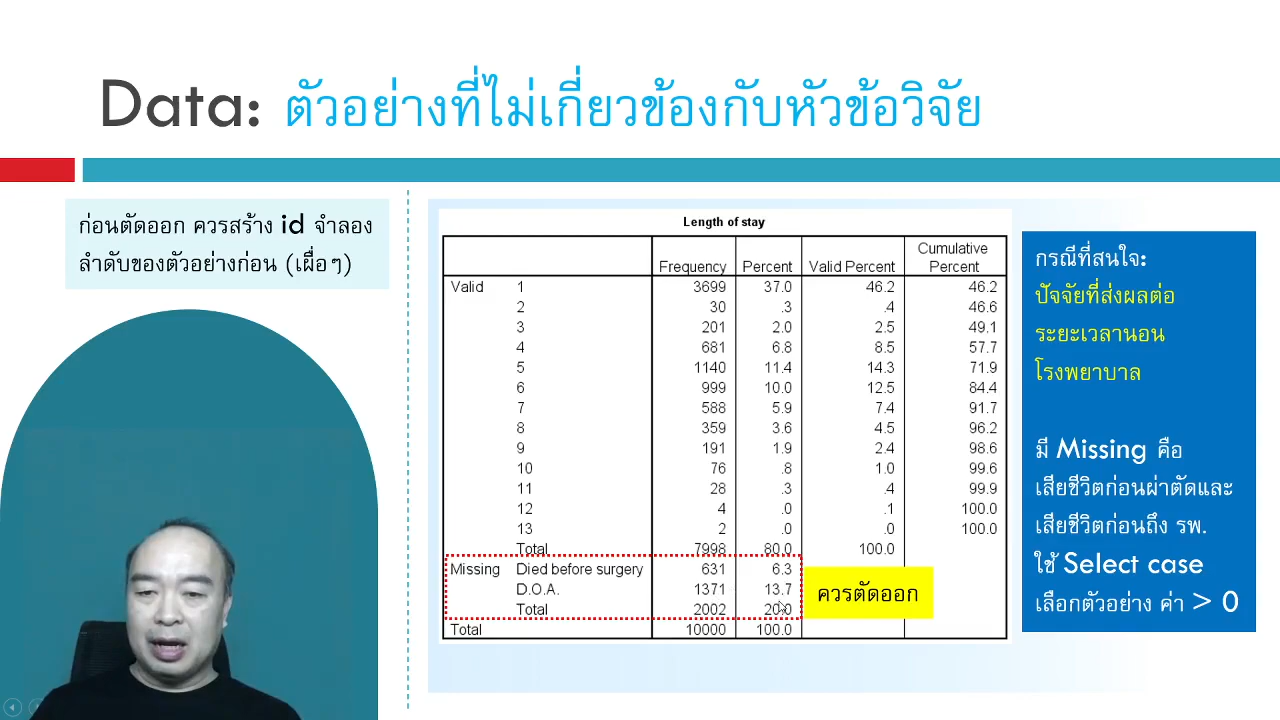 Data: ตัวอย่างที่ไม่เกี่ยวข้องกับหัวข้อวิจัย
ก่อนตัดออก ควรสร้าง id จำลอง
ลำดับของตัวอย่างก่อน (เผื่อๆ)
Length of stay
Frequency Percent Valid Percent Cumulative Percent
Valid 1 3699 37.0 46.2 46.2
2 30 .3 .4 46.6
3 201 2.0 2.5 49.1
4 681 6.8 8.5 57.7
5 1140 11.4 14.3 71.9
6 999 10.0 12.5 84.4
7 588 5.9 7.4 91.7
8 359 3.6 4.5 96.2
9 191 1.9 2.4 98.6
10 76 .8 1.0 99.6
11 28 .3 .4 99.9
12 4 .0 .1 100.0
13 2 .0 .0 100.0
Total 7998 80.0 100.0
Missing Died before surgery 631 6.3
D.O.A. 1371 13.7
Total 2002 20.0
Total 10000 100.0
ควรตัดออก
กรณีที่สนใจ:
ปัจจัยที่ส่งผลต่อ
ระยะเวลานอน
โรงพยาบาล
มี Missing คือ
เสียชีวิตก่อนผ่าตัดและ
เสียชีวิตก่อนถึง รพ.
ใช้ Select case
เลือกตัวอย่าง ค่า > 0